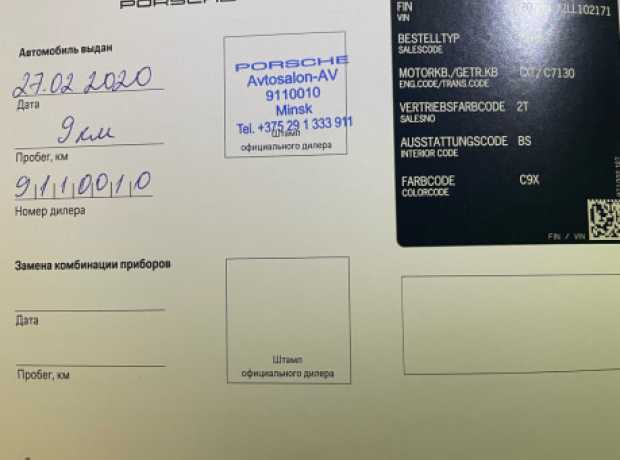 PORSCHE
Автомобиль выдан
27.02 2020
Дата
9 км
Пробег, км
9110010
Номер дилера
PORSCHE
Avtosalon-AV
9110010
Minsk
Tel. +375 29 1 333 911
Штамп
официального дилера
FIN
VIN
BESTELLTYP
SALESCODE
MOTORKB./GETR.KB
ENG.CODE/TRANS.CODE
C7130
VERTRIEBSFARBCODE 2T
SALESNO
AUSSTATTUNGSCODE BS
INTERIOR CODE
FARBCODE C9X
COLORCODE
FIN / VIN
Замена комбинации приборов
Дата
Пробег, км
Штамп
официального дилера